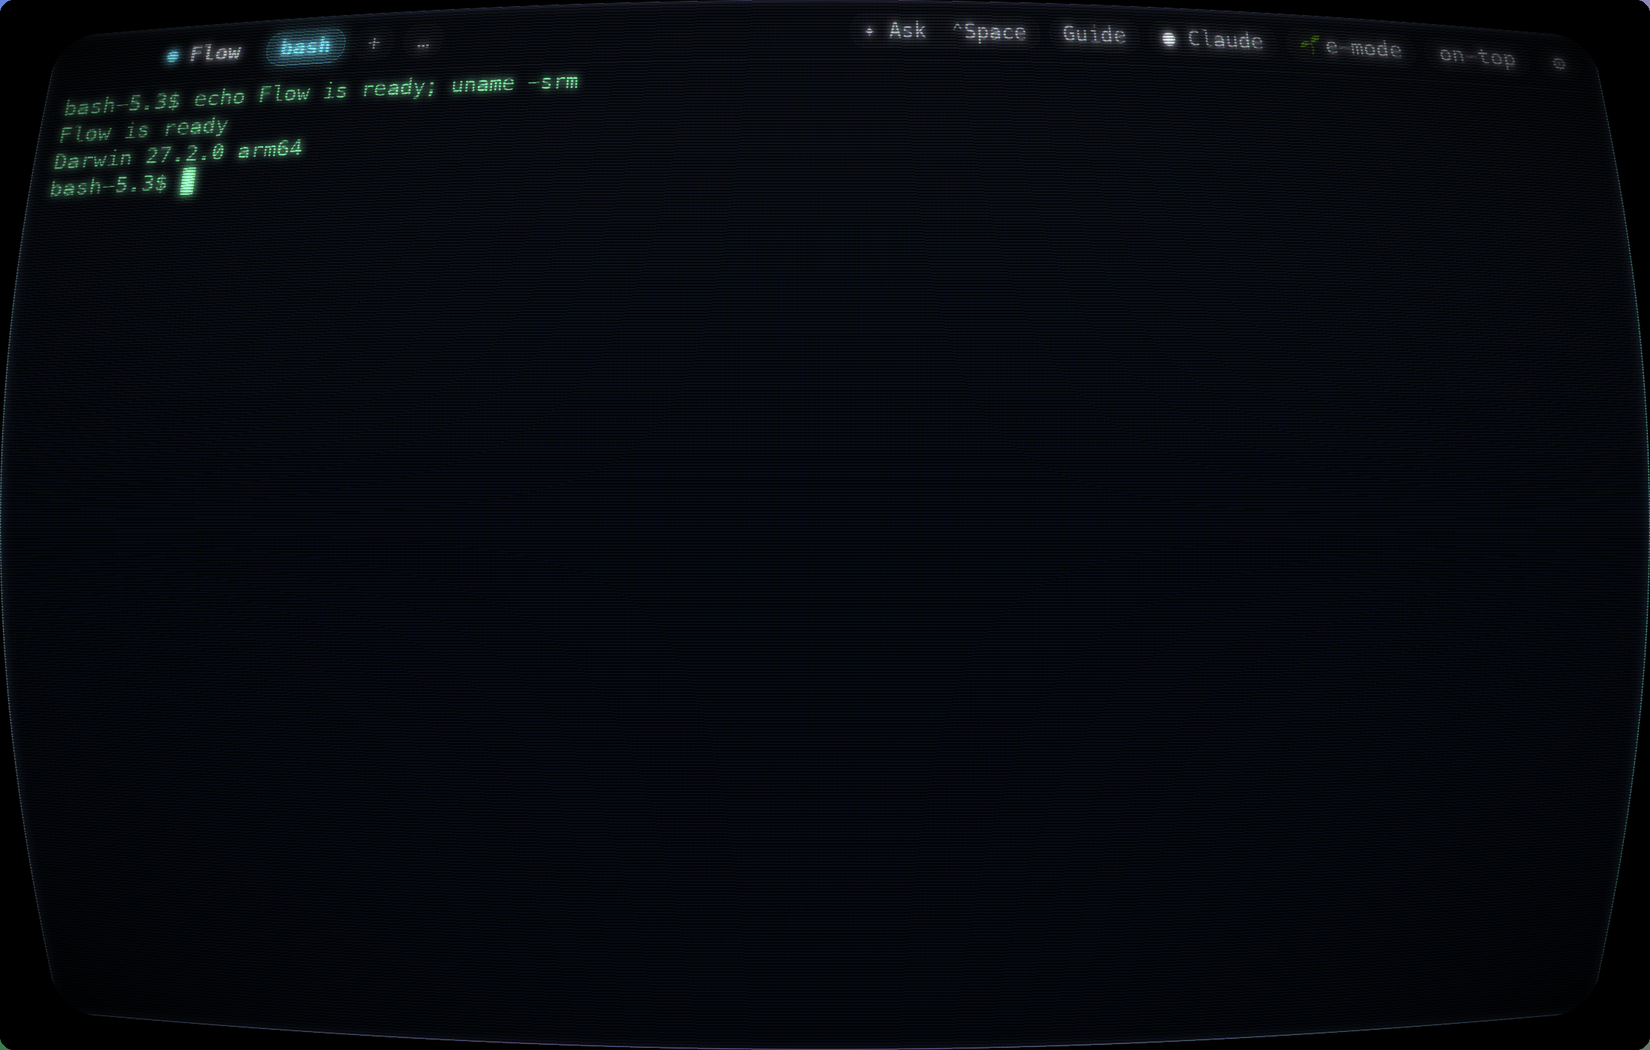 Flow bash + … Ask ^Space Guide Claude e-mode on-top
bash-5.3$ echo Flow is ready; uname -srm
Flow is ready
Darwin 27.2.0 arm64
bash-5.3$